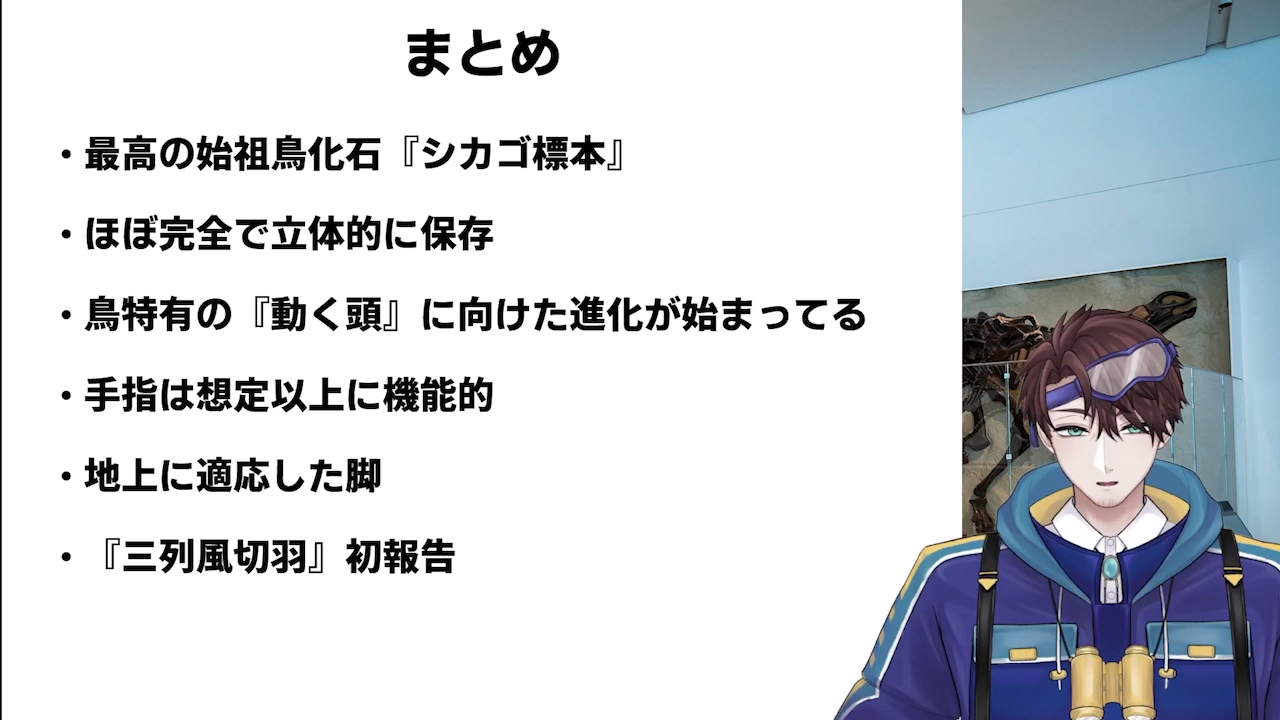 まとめ
・最高の始祖鳥化石『シカゴ標本』
・ほぼ完全で立体的に保存
・鳥特有の『動く頭』に向けた進化が始まってる
・手指は想定以上に機能的
・地上に適応した脚
・『三列風切羽』初報告